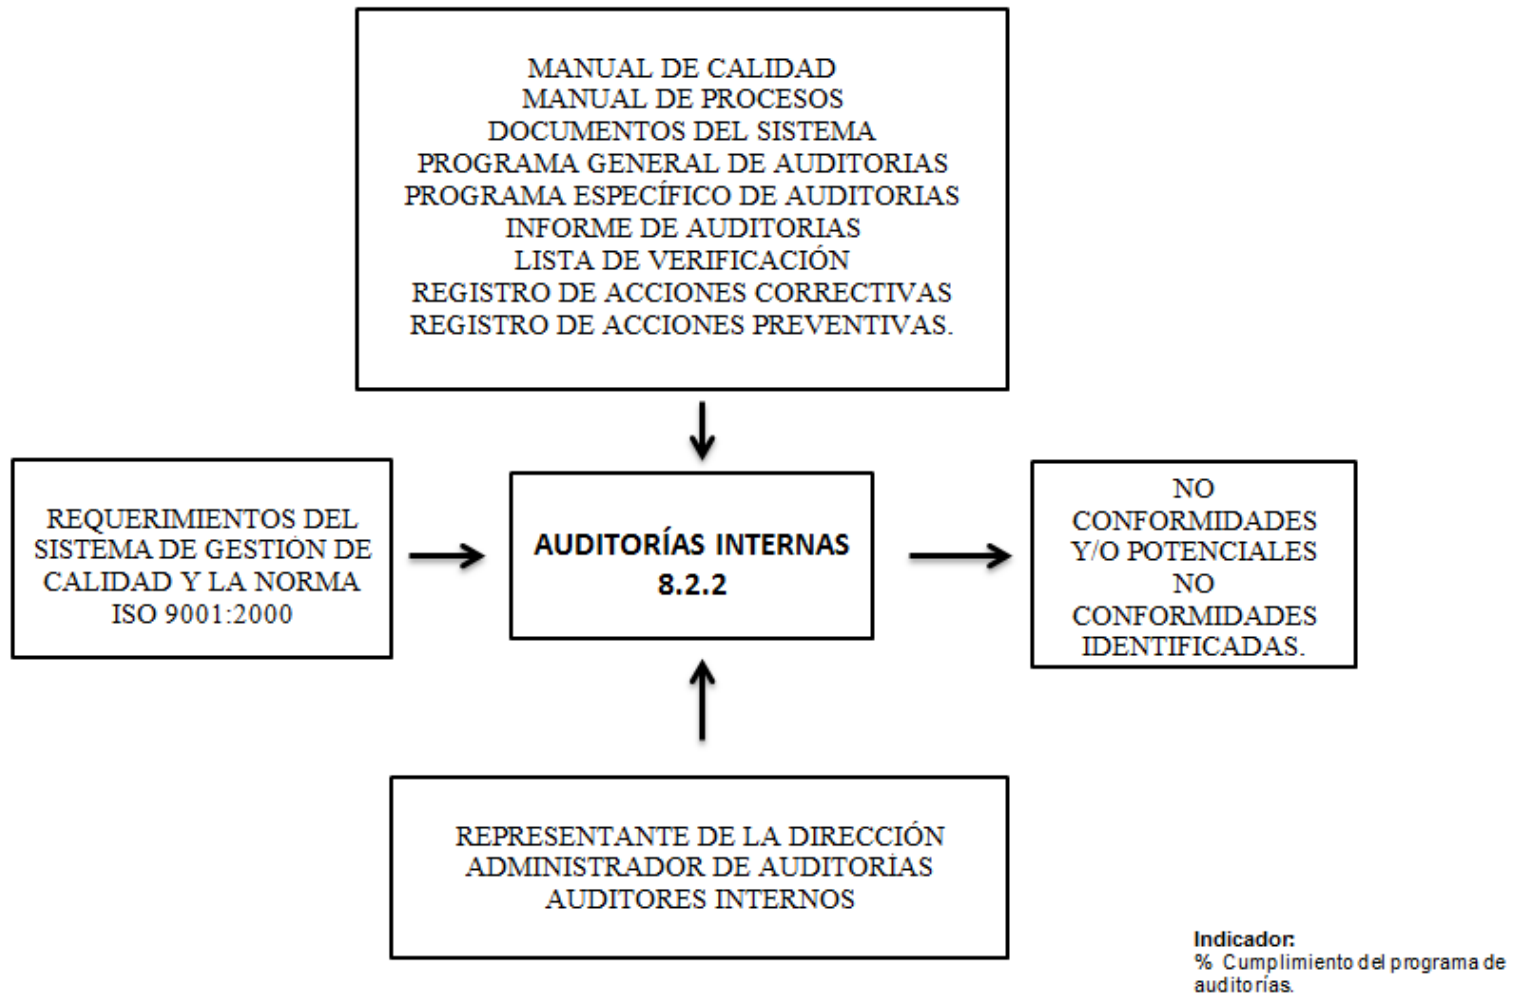 MANUAL DE CALIDAD
MANUAL DE PROCESOS
DOCUMENTOS DEL SISTEMA
PROGRAMA GENERAL DE AUDITORIAS
PROGRAMA ESPECÍFICO DE AUDITORIAS
INFORME DE AUDITORIAS
LISTA DE VERIFICACIÓN
REGISTRO DE ACCIONES CORRECTIVAS
REGISTRO DE ACCIONES PREVENTIVAS.
REQUERIMIENTOS DEL
SISTEMA DE GESTIÓN DE
CALIDAD Y LA NORMA
ISO 9001:2000
AUDITORÍAS INTERNAS
8.2.2
NO
CONFORMIDADES
Y/O POTENCIALES
NO
CONFORMIDADES
IDENTIFICADAS.
REPRESENTANTE DE LA DIRECCIÓN
ADMINISTRADOR DE AUDITORÍAS
AUDITORES INTERNOS
Indicador:
% Cumplimiento del programa de
auditorías.